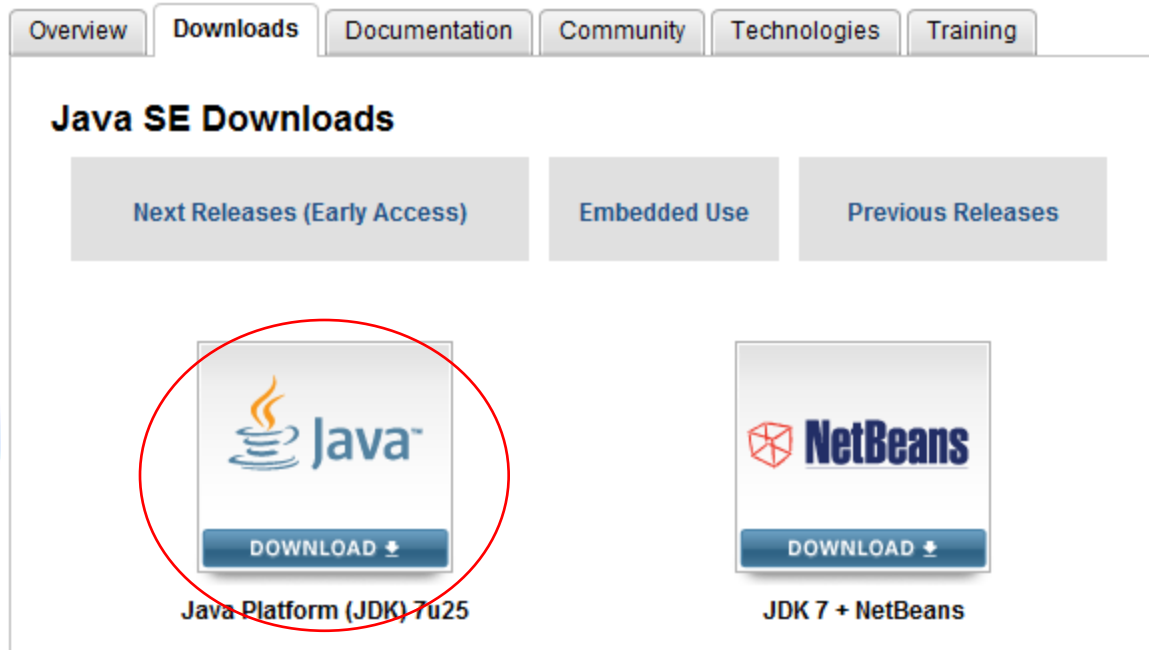 Overview Downloads Documentation Community Technologies Training
Java SE Downloads
Next Releases (Early Access) Embedded Use Previous Releases
Java™ NetBeans
DOWNLOAD DOWNLOAD
Java Platform (JDK) 7u25 JDK 7 + NetBeans